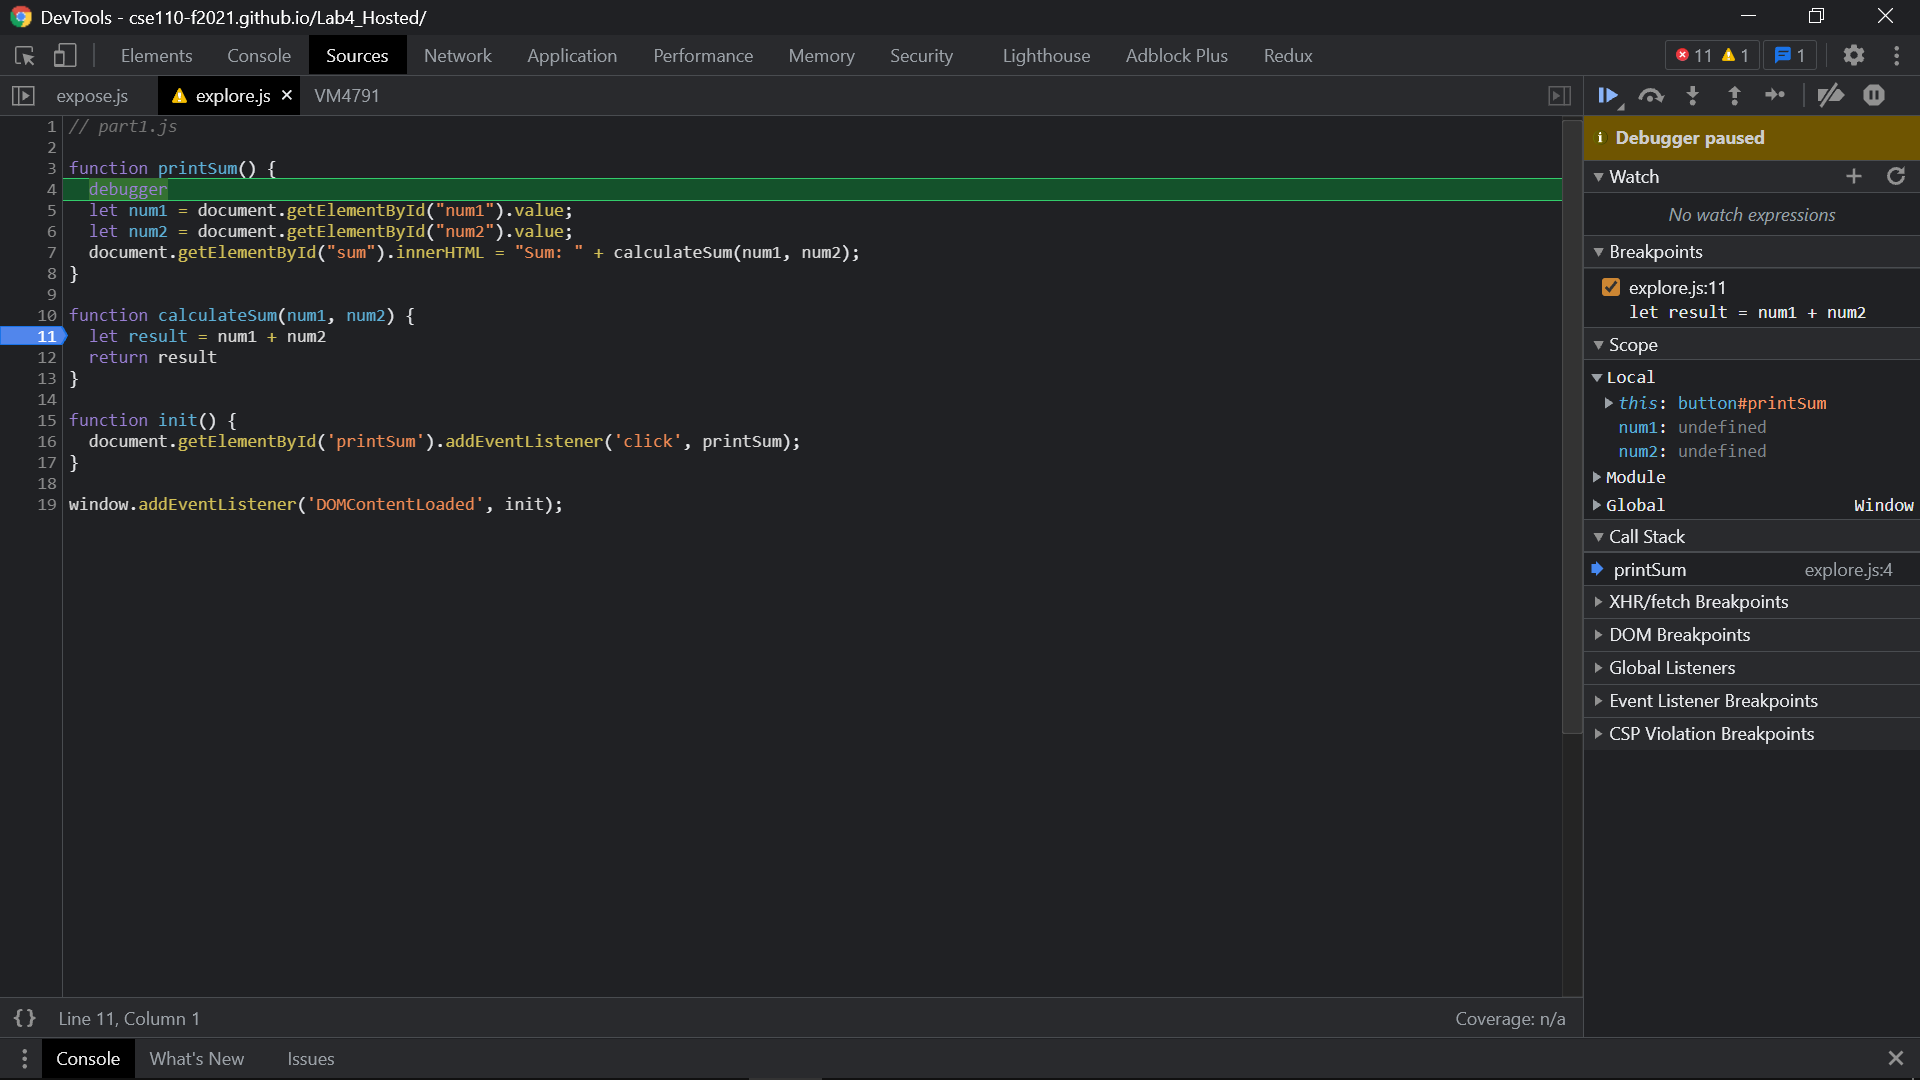 DevTools - cse110-f2021.github.io/Lab4_Hosted/
Elements Console Sources Network Application Performance Memory Security Lighthouse Adblock Plus Redux 11 1 1
expose.js explore.js VM4791
1 // part1.js
2
3 function printSum() {
4 debugger
5 let num1 = document.getElementById("num1").value;
6 let num2 = document.getElementById("num2").value;
7 document.getElementById("sum").innerHTML = "Sum: " + calculateSum(num1, num2);
8 }
9
10 function calculateSum(num1, num2) {
11 let result = num1 + num2
12 return result
13 }
14
15 function init() {
16 document.getElementById('printSum').addEventListener('click', printSum);
17 }
18
19 window.addEventListener('DOMContentLoaded', init);
Debugger paused
Watch
No watch expressions
Breakpoints
explore.js:11
let result = num1 + num2
Scope
Local
this: button#printSum
num1: undefined
num2: undefined
Module
Global Window
Call Stack
printSum explore.js:4
XHR/fetch Breakpoints
DOM Breakpoints
Global Listeners
Event Listener Breakpoints
CSP Violation Breakpoints
{} Line 11, Column 1 Coverage: n/a
Console What's New Issues